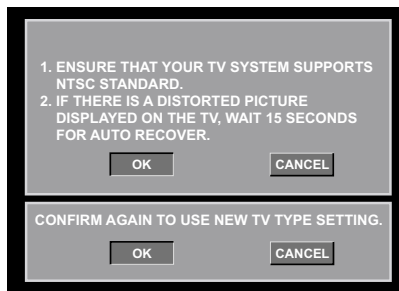 1. ENSURE THAT YOUR TV SYSTEM SUPPORTS
NTSC STANDARD.
2. IF THERE IS A DISTORTED PICTURE
DISPLAYED ON THE TV, WAIT 15 SECONDS
FOR AUTO RECOVER.
OK CANCEL
CONFIRM AGAIN TO USE NEW TV TYPE SETTING.
OK CANCEL